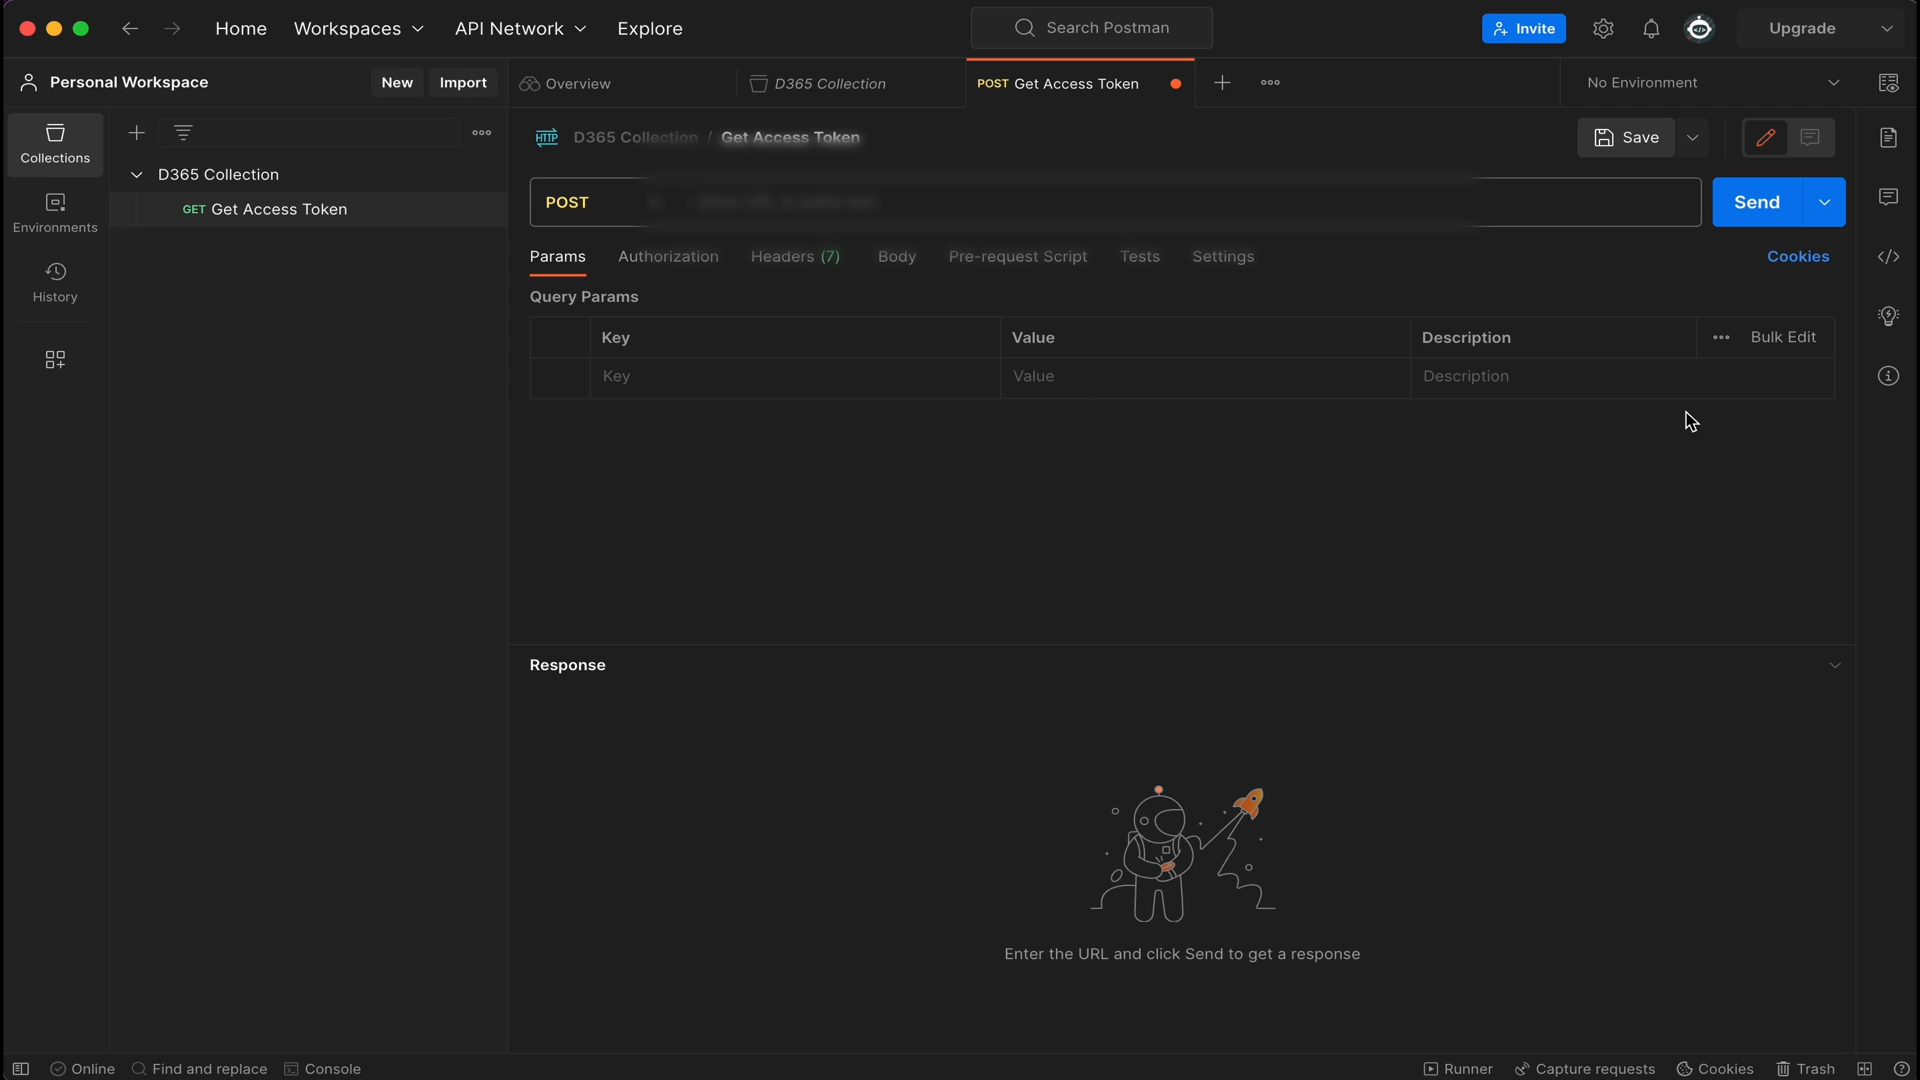 Home Workspaces API Network Explore Search Postman Invite Upgrade
Personal Workspace New Import Overview D365 Collection POST Get Access Token No Environment
Collections
Environments
History
D365 Collection
GET Get Access Token
HTTP D365 Collection / Get Access Token Save
POST Send
Params Authorization Headers (7) Body Pre-request Script Tests Settings Cookies
Query Params
Key Value Description Bulk Edit
Key Value Description
Response
Enter the URL and click Send to get a response
Online Find and replace Console Runner Capture requests Cookies Trash